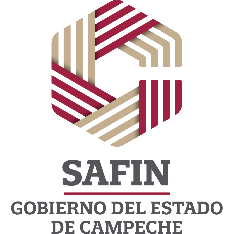 SAFIN
GOBIERNO DEL ESTADO
DE CAMPECHE